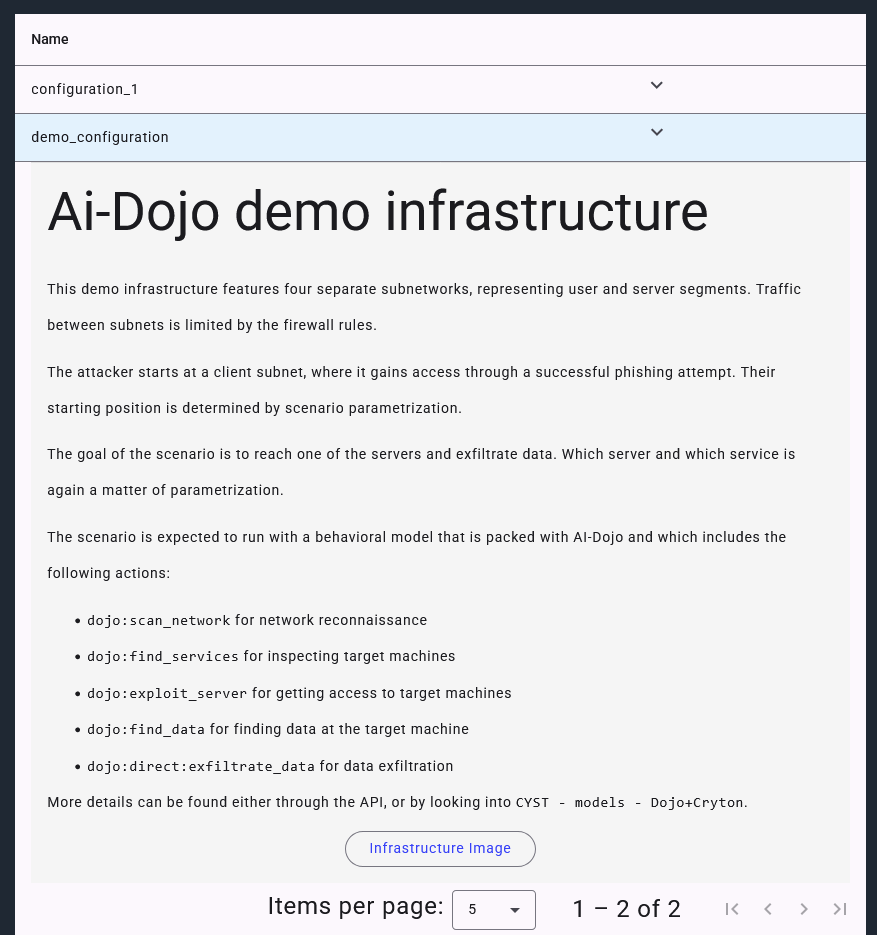 Name
configuration_1
demo_configuration
Ai-Dojo demo infrastructure
This demo infrastructure features four separate subnetworks, representing user and server segments. Traffic
between subnets is limited by the firewall rules.
The attacker starts at a client subnet, where it gains access through a successful phishing attempt. Their
starting position is determined by scenario parametrization.
The goal of the scenario is to reach one of the servers and exfiltrate data. Which server and which service is
again a matter of parametrization.
The scenario is expected to run with a behavioral model that is packed with AI-Dojo and which includes the
following actions:
• dojo:scan_network for network reconnaissance
• dojo:find_services for inspecting target machines
• dojo:exploit_server for getting access to target machines
• dojo:find_data for finding data at the target machine
• dojo:direct:exfiltrate_data for data exfiltration
More details can be found either through the API, or by looking into CYST - models - Dojo+Cryton.
Infrastructure Image
Items per page: 5 1 – 2 of 2